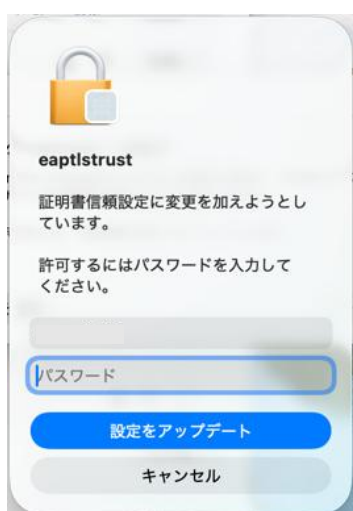 eaptlstrust
証明書信頼設定に変更を加えようとし
ています。
許可するにはパスワードを入力して
ください。
パスワード
設定をアップデート
キャンセル